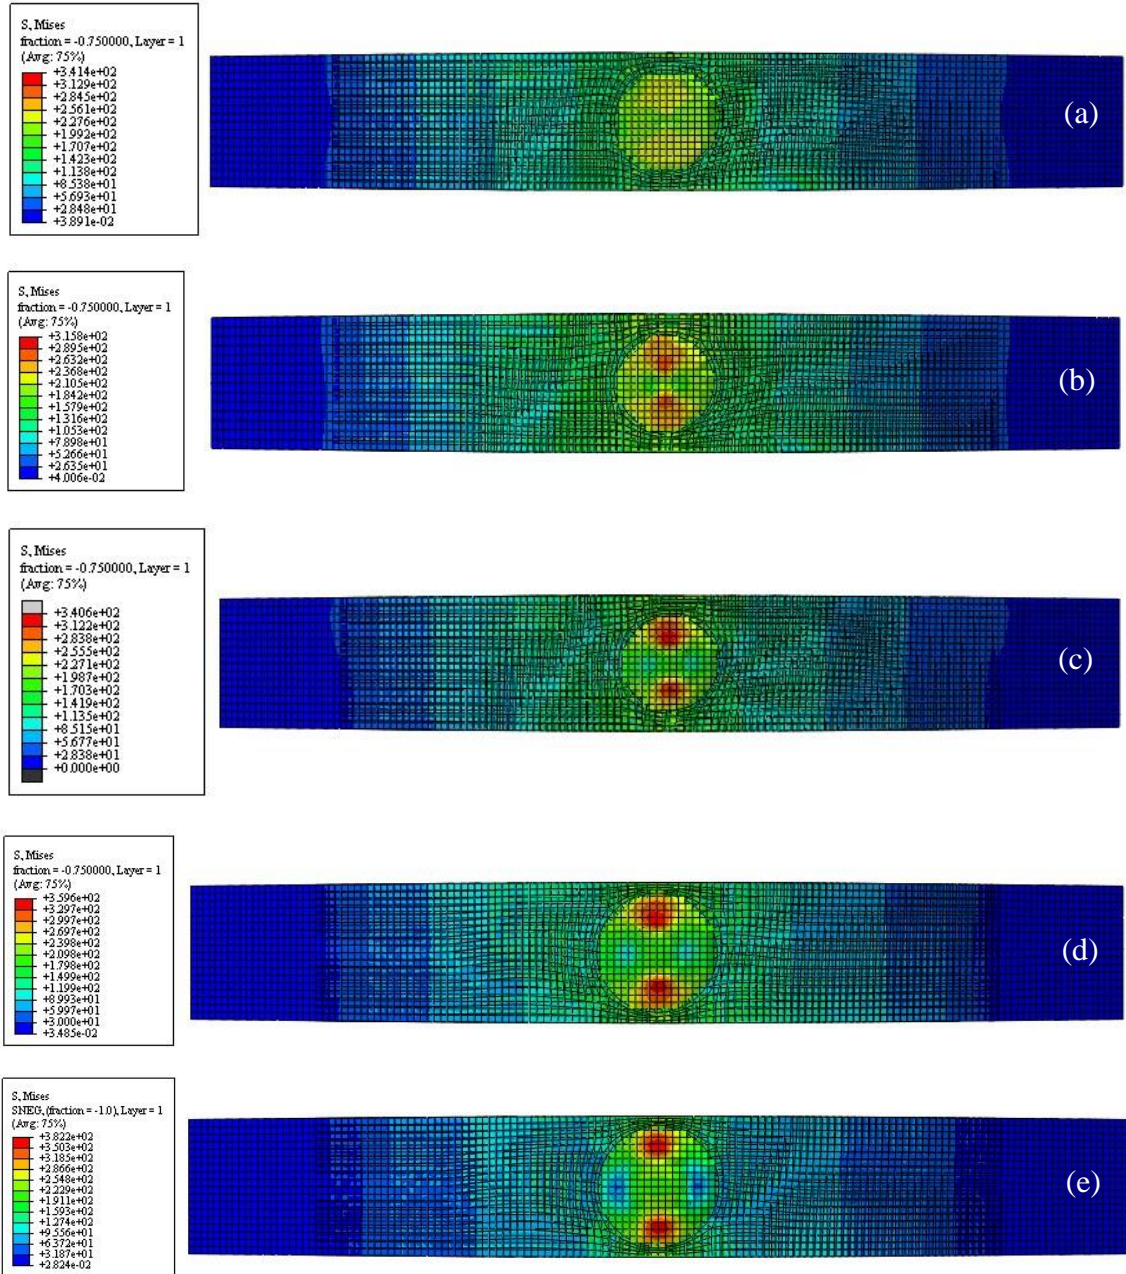 S, Mises
fraction = -0.750000, Layer = 1
(Avg: 75%)
+3.414e+02
+3.129e+02
+2.845e+02
+2.561e+02
+2.276e+02
+1.992e+02
+1.707e+02
+1.423e+02
+1.138e+02
+8.538e+01
+5.693e+01
+2.848e+01
+3.891e-02
(a)
S, Mises
fraction = -0.750000, Layer = 1
(Avg: 75%)
+3.158e+02
+2.895e+02
+2.632e+02
+2.368e+02
+2.105e+02
+1.842e+02
+1.579e+02
+1.316e+02
+1.053e+02
+7.898e+01
+5.266e+01
+2.635e+01
+4.006e-02
(b)
S, Mises
fraction = -0.750000, Layer = 1
(Avg: 75%)
+3.406e+02
+3.122e+02
+2.838e+02
+2.555e+02
+2.271e+02
+1.987e+02
+1.703e+02
+1.419e+02
+1.135e+02
+8.515e+01
+5.677e+01
+2.838e+01
+0.000e+00
(c)
S, Mises
fraction = -0.750000, Layer = 1
(Avg: 75%)
+3.596e+02
+3.297e+02
+2.997e+02
+2.697e+02
+2.398e+02
+2.098e+02
+1.798e+02
+1.499e+02
+1.199e+02
+8.993e+01
+5.997e+01
+3.000e+01
+3.485e-02
(d)
S, Mises
SNEG, (fraction = -1.0), Layer = 1
(Avg: 75%)
+3.822e+02
+3.503e+02
+3.185e+02
+2.866e+02
+2.548e+02
+2.229e+02
+1.911e+02
+1.593e+02
+1.274e+02
+9.556e+01
+6.372e+01
+3.187e+01
+2.824e-02
(e)